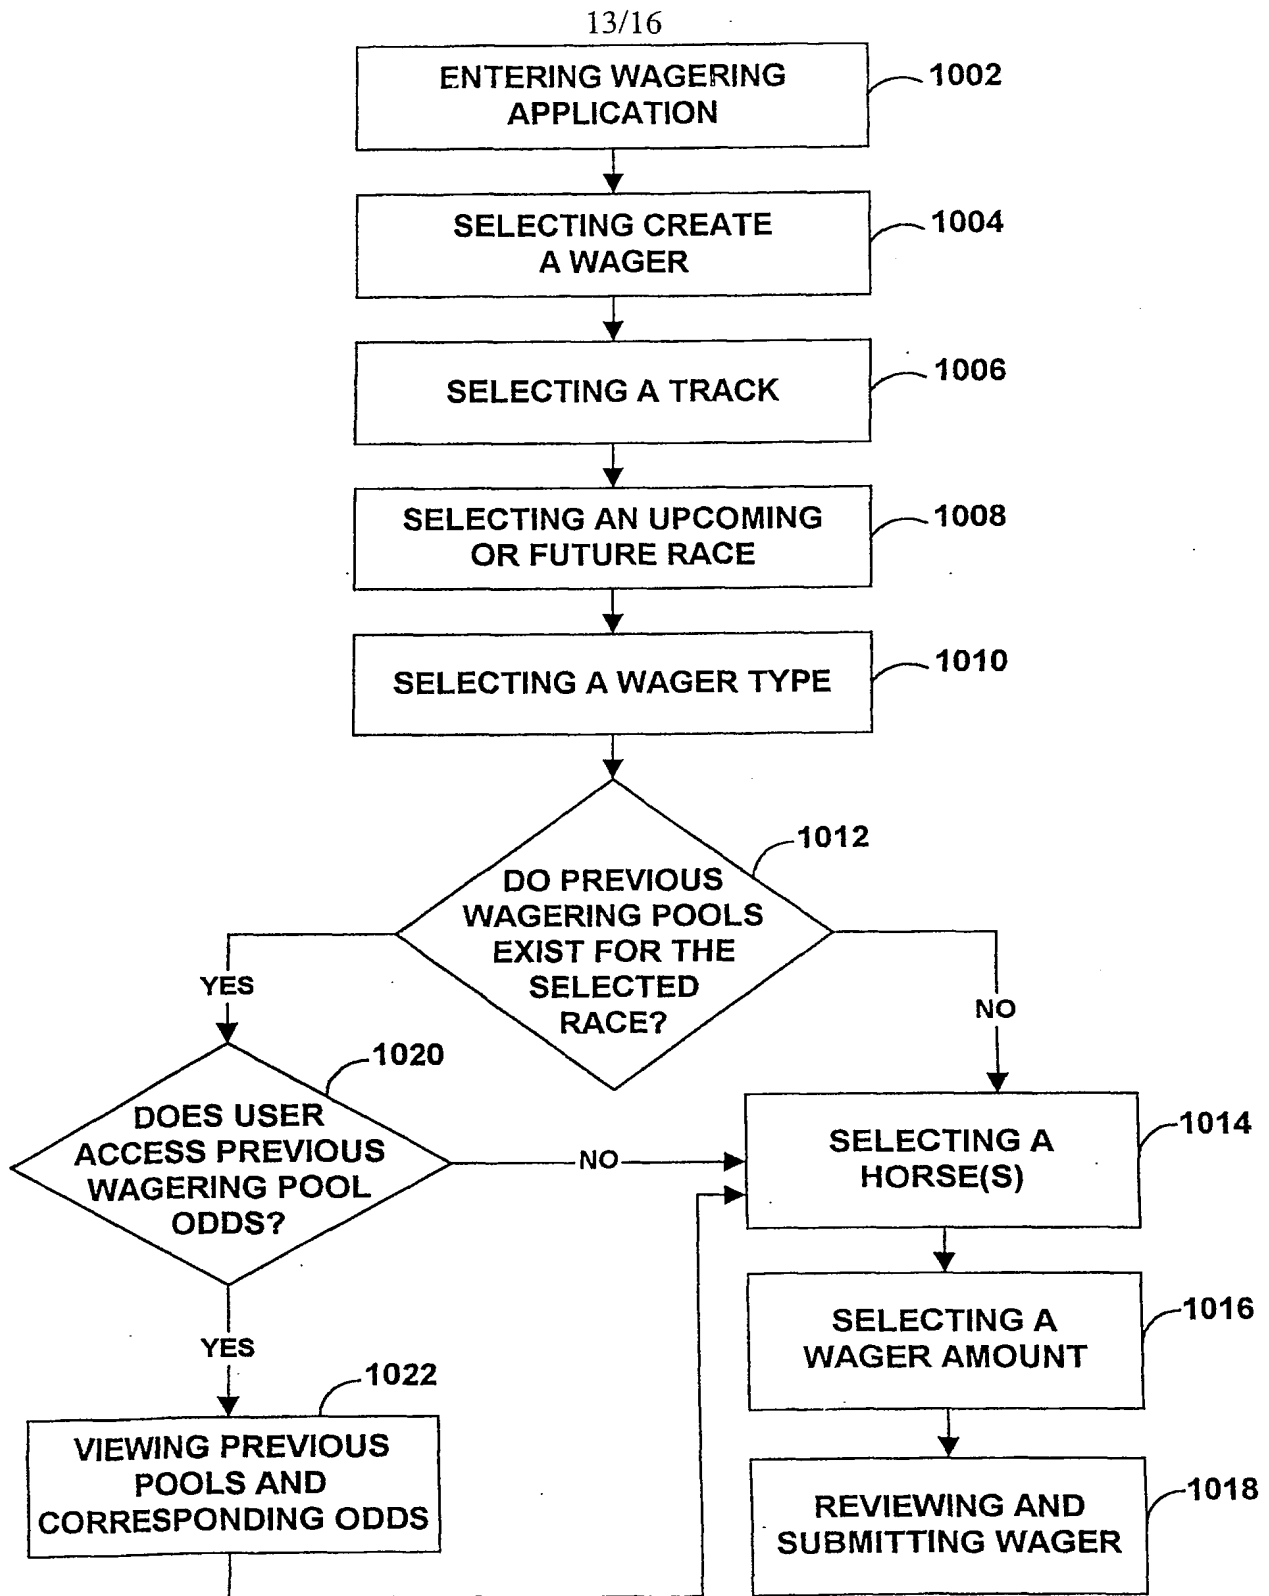 13/16
ENTERING WAGERING
APPLICATION
1002
SELECTING CREATE
A WAGER
1004
SELECTING A TRACK
1006
SELECTING AN UPCOMING
OR FUTURE RACE
1008
SELECTING A WAGER TYPE
1010
DO PREVIOUS
WAGERING POOLS
EXIST FOR THE
SELECTED
RACE?
1012
YES
NO
DOES USER
ACCESS PREVIOUS
WAGERING POOL
ODDS?
1020
NO
SELECTING A
HORSE(S)
1014
YES
SELECTING A
WAGER AMOUNT
1016
VIEWING PREVIOUS
POOLS AND
CORRESPONDING ODDS
1022
REVIEWING AND
SUBMITTING WAGER
1018